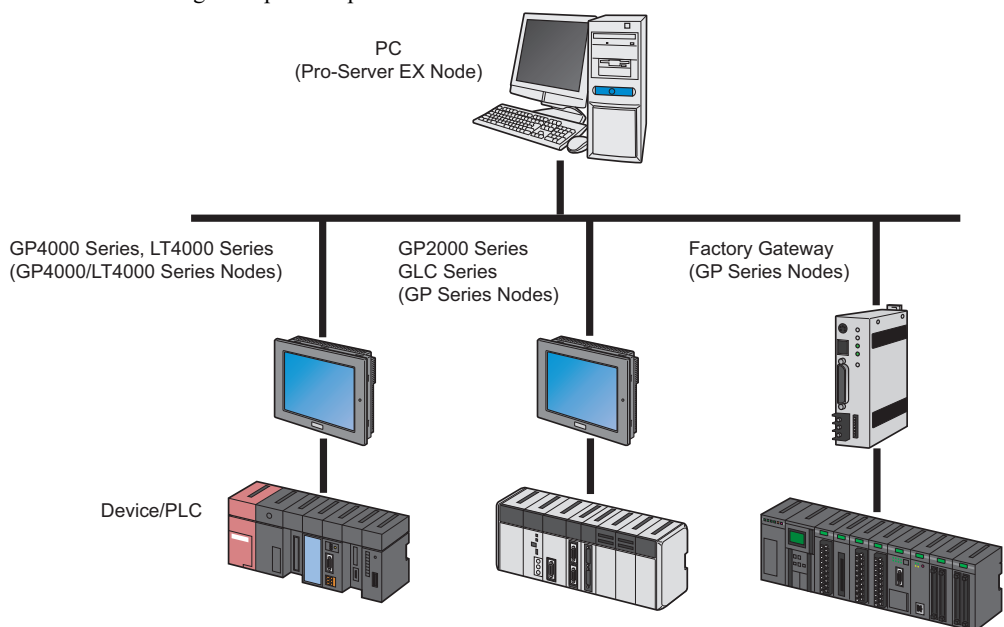 PC
(Pro-Server EX Node)
GP4000 Series, LT4000 Series
(GP4000/LT4000 Series Nodes)
GP2000 Series
GLC Series
(GP Series Nodes)
Factory Gateway
(GP Series Nodes)
Device/PLC